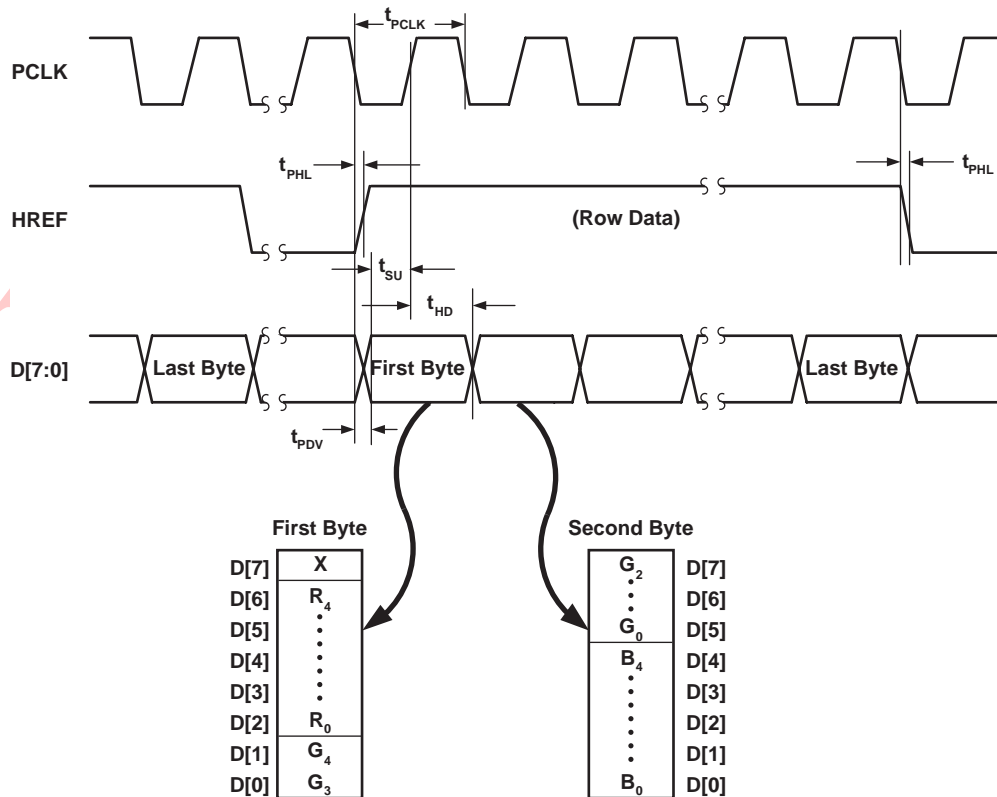 t_PCLK
PCLK
t_PHL
t_PHL
HREF
(Row Data)
t_SU
t_HD
D[7:0]
Last Byte
First Byte
Last Byte
t_PDV
First Byte
Second Byte
D[7] X
D[6] R_4
D[5]
D[4]
D[3]
D[2] R_0
D[1] G_4
D[0] G_3
G_2 D[7]
D[6]
G_0 D[5]
B_4 D[4]
D[3]
D[2]
D[1]
B_0 D[0]